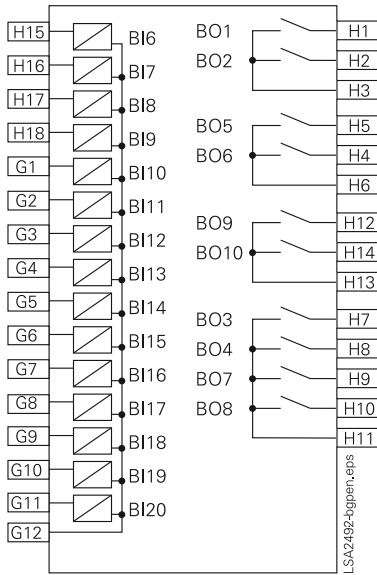 H15 BI6
H16 BI7
H17 BI8
H18 BI9
G1 BI10
G2 BI11
G3 BI12
G4 BI13
G5 BI14
G6 BI15
G7 BI16
G8 BI17
G9 BI18
G10 BI19
G11 BI20
G12
BO1 H1
BO2 H2
H3
BO5 H5
BO6 H4
H6
BO9 H12
BO10 H14
H13
BO3 H7
BO4 H8
BO7 H9
BO8 H10
H11
LSA2492-bgpen.eps